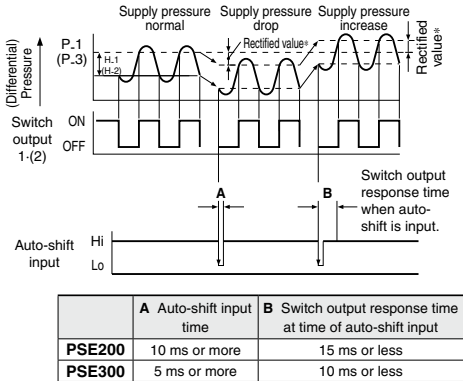 Supply pressure normal
Supply pressure drop
Supply pressure increase
(Differential) Pressure
P-1
(P-3)
H-1
(H-2)
Rectified value*
Rectified value*
Switch output 1·(2)
ON
OFF
A
B
Switch output
response time
when auto-
shift is input.
Auto-shift input
Hi
Lo
A Auto-shift input time
B Switch output response time at time of auto-shift input
PSE200 10 ms or more 15 ms or less
PSE300 5 ms or more 10 ms or less